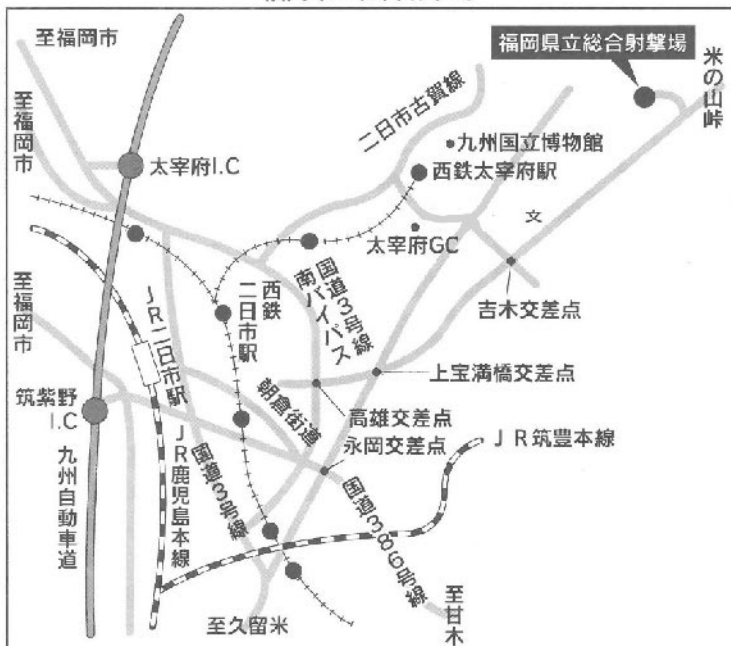 至福岡市
福岡県立総合射撃場
米の山峠
至福岡市
二日市古賀線
九州国立博物館
太宰府I.C
西鉄太宰府駅
文
太宰府GC
至福岡市
JR二日市駅
西鉄
二日市駅
国道3号線
南バイパス
吉木交差点
上宝満橋交差点
筑紫野
I.C
朝倉街道
高雄交差点
永岡交差点
JR筑豊本線
九州自動車道
JR鹿児島本線
国道3号線
国道386号線
至久留米
至甘木